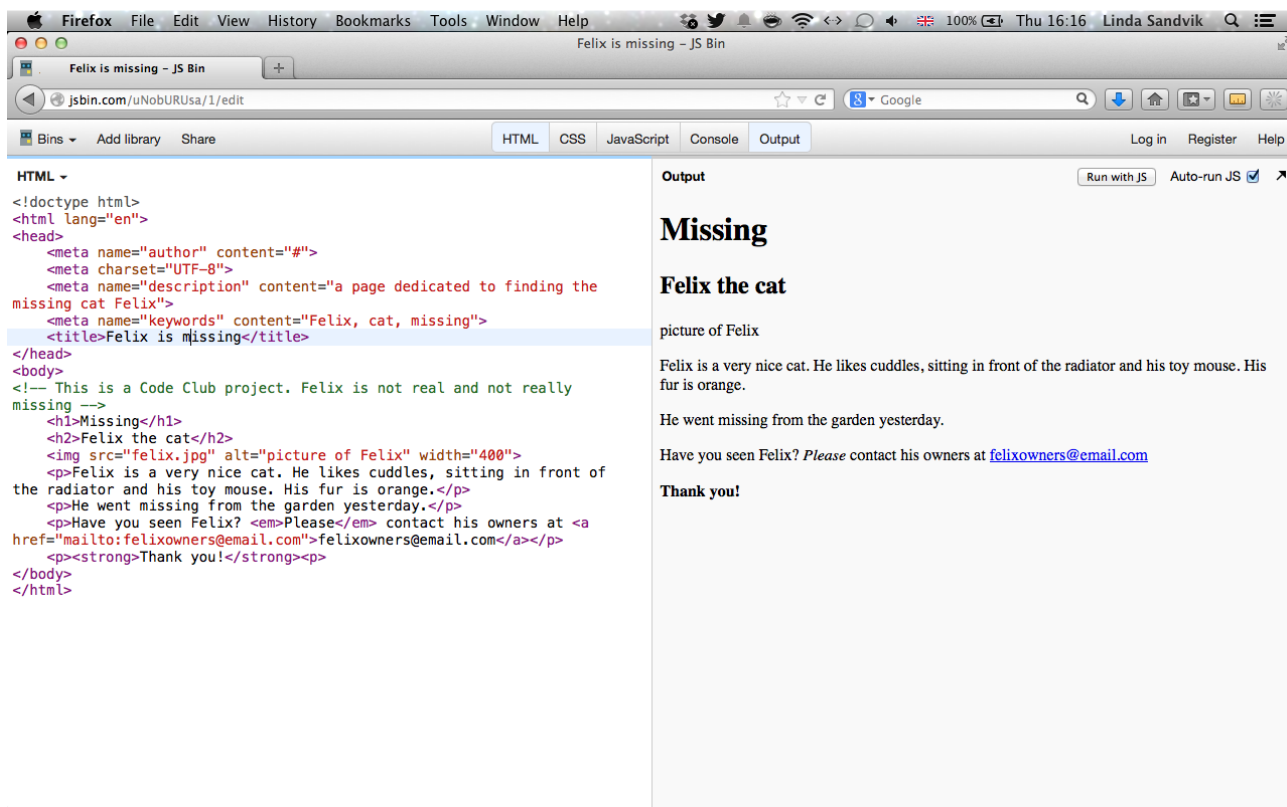 Firefox File Edit View History Bookmarks Tools Window Help 100% Thu 16:16 Linda Sandvik
Felix is missing – JS Bin
Felix is missing – JS Bin
jsbin.com/uNobURUsa/1/edit Google
Bins Add library Share HTML CSS JavaScript Console Output Log in Register Help
HTML
<!doctype html>
<html lang="en">
<head>
    <meta name="author" content="#">
    <meta charset="UTF-8">
    <meta name="description" content="a page dedicated to finding the
missing cat Felix">
    <meta name="keywords" content="Felix, cat, missing">
    <title>Felix is missing</title>
</head>
<body>
<!-- This is a Code Club project. Felix is not real and not really
missing -->
    <h1>Missing</h1>
    <h2>Felix the cat</h2>
    <img src="felix.jpg" alt="picture of Felix" width="400">
    <p>Felix is a very nice cat. He likes cuddles, sitting in front of
the radiator and his toy mouse. His fur is orange.</p>
    <p>He went missing from the garden yesterday.</p>
    <p>Have you seen Felix? <em>Please</em> contact his owners at <a
href="mailto:felixowners@email.com">felixowners@email.com</a></p>
    <p><strong>Thank you!</strong><p>
</body>
</html>
Output Run with JS Auto-run JS
Missing
Felix the cat
picture of Felix
Felix is a very nice cat. He likes cuddles, sitting in front of the radiator and his toy mouse. His
fur is orange.
He went missing from the garden yesterday.
Have you seen Felix? Please contact his owners at felixowners@email.com
Thank you!